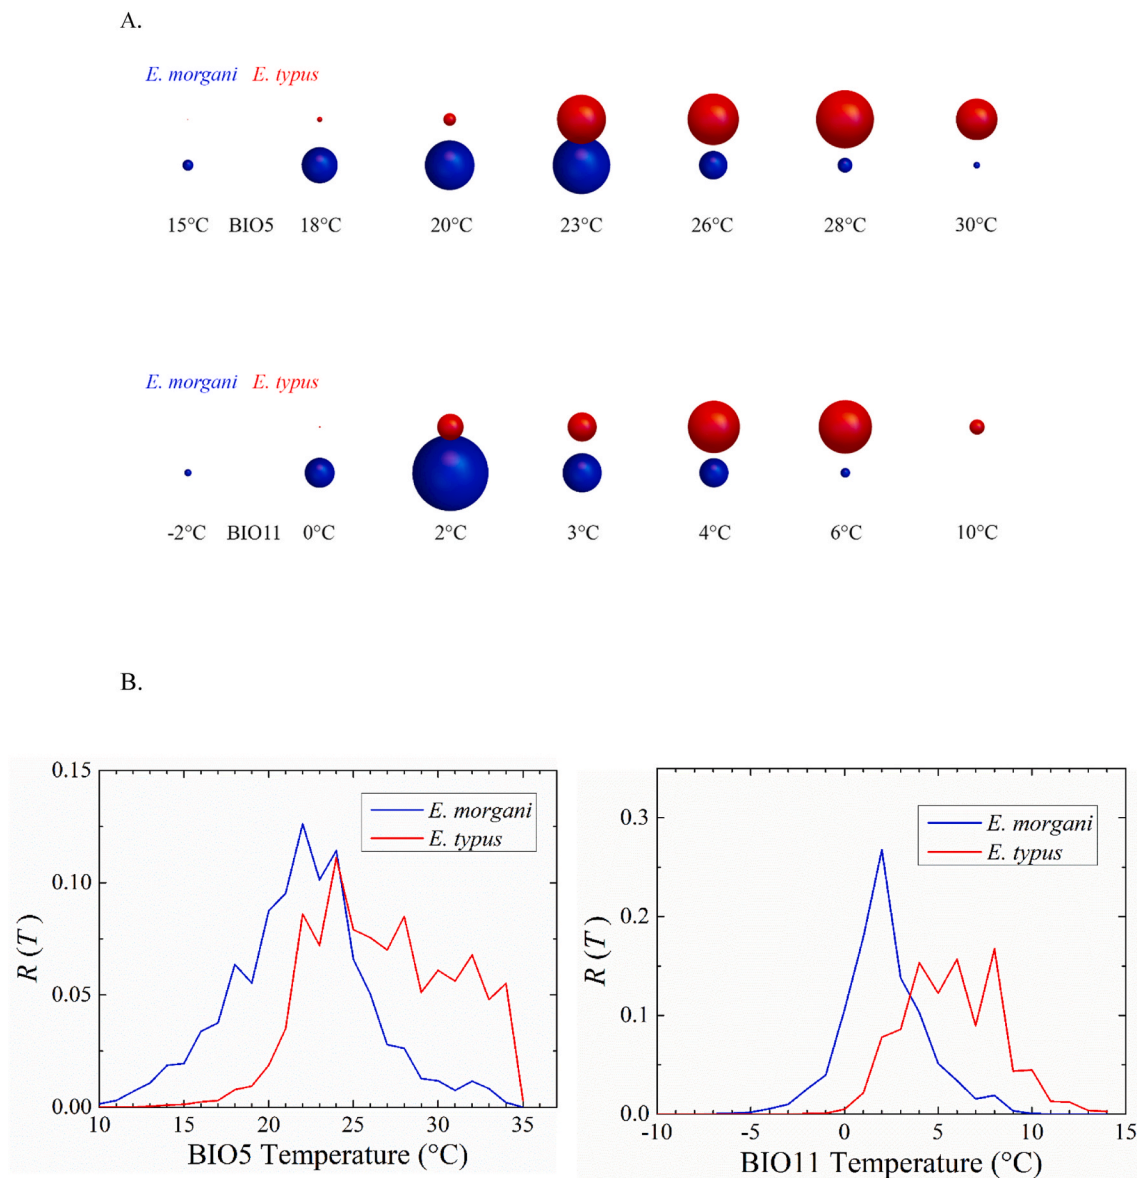 A.
E. morgani E. typus
15°C BIO5 18°C 20°C 23°C 26°C 28°C 30°C
E. morgani E. typus
-2°C BIO11 0°C 2°C 3°C 4°C 6°C 10°C
B.
0.15
0.10
0.05
0.00
R (T)
E. morgani
E. typus
10 15 20 25 30 35
BIO5 Temperature (°C)
0.3
0.2
0.1
0.0
R (T)
E. morgani
E. typus
-10 -5 0 5 10 15
BIO11 Temperature (°C)